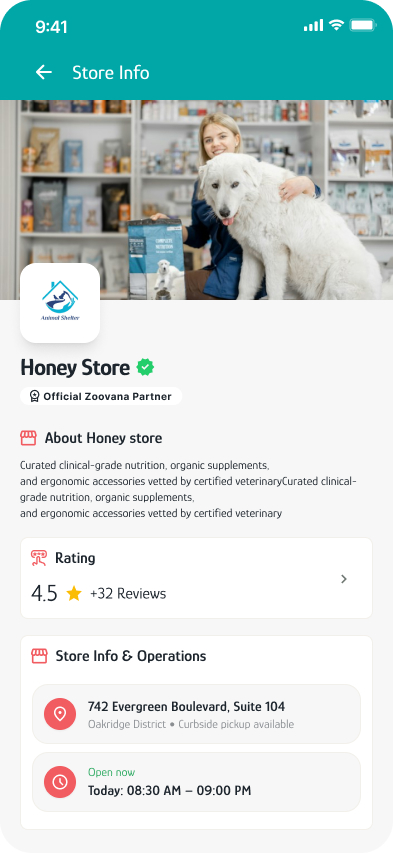 9:41
Store Info
COMPLETE
NUTRITION
Animal Shelter
Honey Store
Official Zoovana Partner
About Honey store
Curated clinical-grade nutrition, organic supplements,
and ergonomic accessories vetted by certified veterinaryCurated clinical-
grade nutrition, organic supplements,
and ergonomic accessories vetted by certified veterinary
Rating
4.5 +32 Reviews
Store Info & Operations
742 Evergreen Boulevard, Suite 104
Oakridge District • Curbside pickup available
Open now
Today: 08:30 AM – 09:00 PM